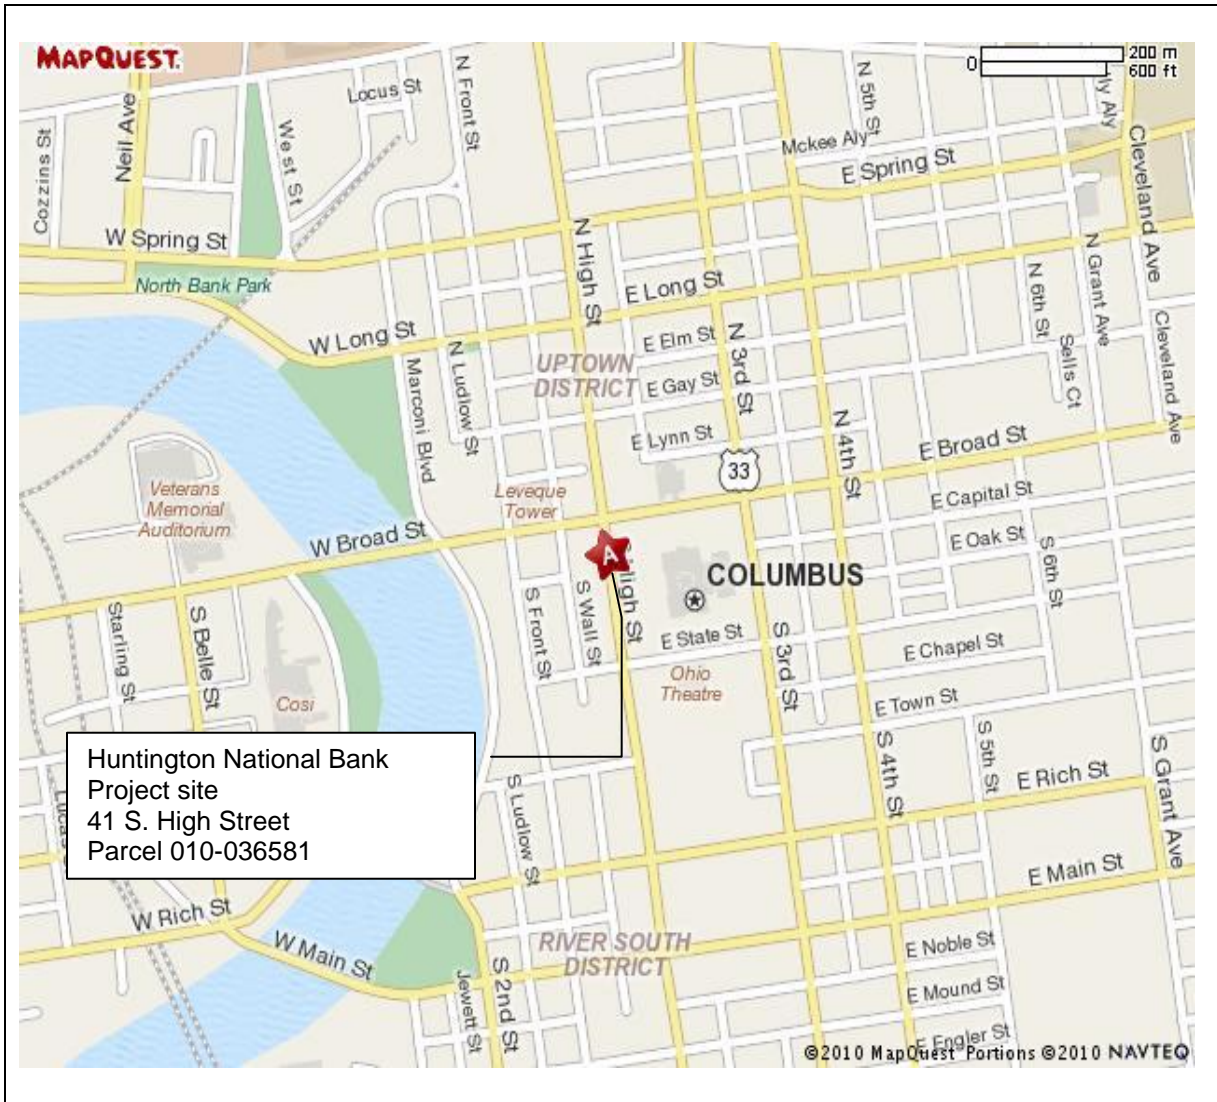 MAPQUEST.
0
200 m
600 ft
Neil Ave
Cozzins St
West St
Locus St
N Front St
N 5th St
Mckee Aly
E Spring St
Cleveland Ave
W Spring St
North Bank Park
N High St
E Long St
N 6th St
N Grant Ave
Sells Ct
Cleveland Ave
W Long St
Marconi Blvd
N Ludlow St
UPTOWN
DISTRICT
E Elm St
E Gay St
N 3rd St
E Lynn St
33
N 4th St
E Broad St
Veterans
Memorial
Auditorium
Leveque
Tower
W Broad St
E Capital St
E Oak St
S 6th St
A
COLUMBUS
S High St
Starling St
S Belle St
Cosi
S Front St
S Wall St
E State St
Ohio
Theatre
S 3rd St
E Chapel St
E Town St
S 4th St
S 5th St
E Rich St
S Grant Ave
Huntington National Bank
Project site
41 S. High Street
Parcel 010-036581
S Ludlow St
E Main St
W Rich St
W Main St
RIVER SOUTH
DISTRICT
Jewett St
S 2nd St
E Noble St
E Mound St
E Engler St
©2010 MapQuest Portions ©2010 NAVTEQ